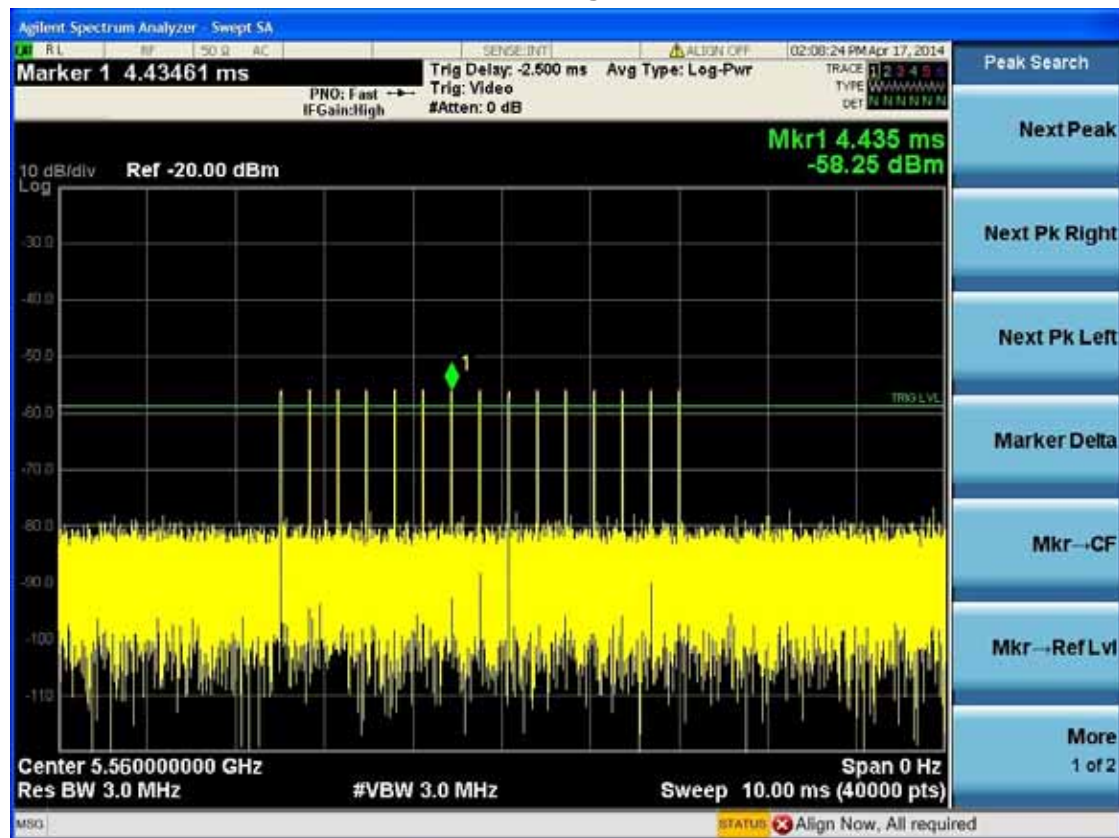 Agilent Spectrum Analyzer - Swept SA
RL RF 50 Ω AC SENSE:INT ALIGN OFF 02:08:24 PM Apr 17, 2014
Marker 1 4.43461 ms
PNO: Fast
IFGain:High
Trig Delay: -2.500 ms
Trig: Video
#Atten: 0 dB
Avg Type: Log-Pwr
TRACE 1 2 3 4 5 6
TYPE
DET N N N N N N
Mkr1 4.435 ms
-58.25 dBm
10 dB/div
Log
Ref -20.00 dBm
-30.0
-40.0
-50.0
-60.0
-70.0
-80.0
-90.0
-100
-110
1
TRIG LVL
Center 5.560000000 GHz
Span 0 Hz
Res BW 3.0 MHz
#VBW 3.0 MHz
Sweep 10.00 ms (40000 pts)
MSG
STATUS
Align Now, All required
Peak Search
Next Peak
Next Pk Right
Next Pk Left
Marker Delta
Mkr→CF
Mkr→Ref Lvl
More
1 of 2